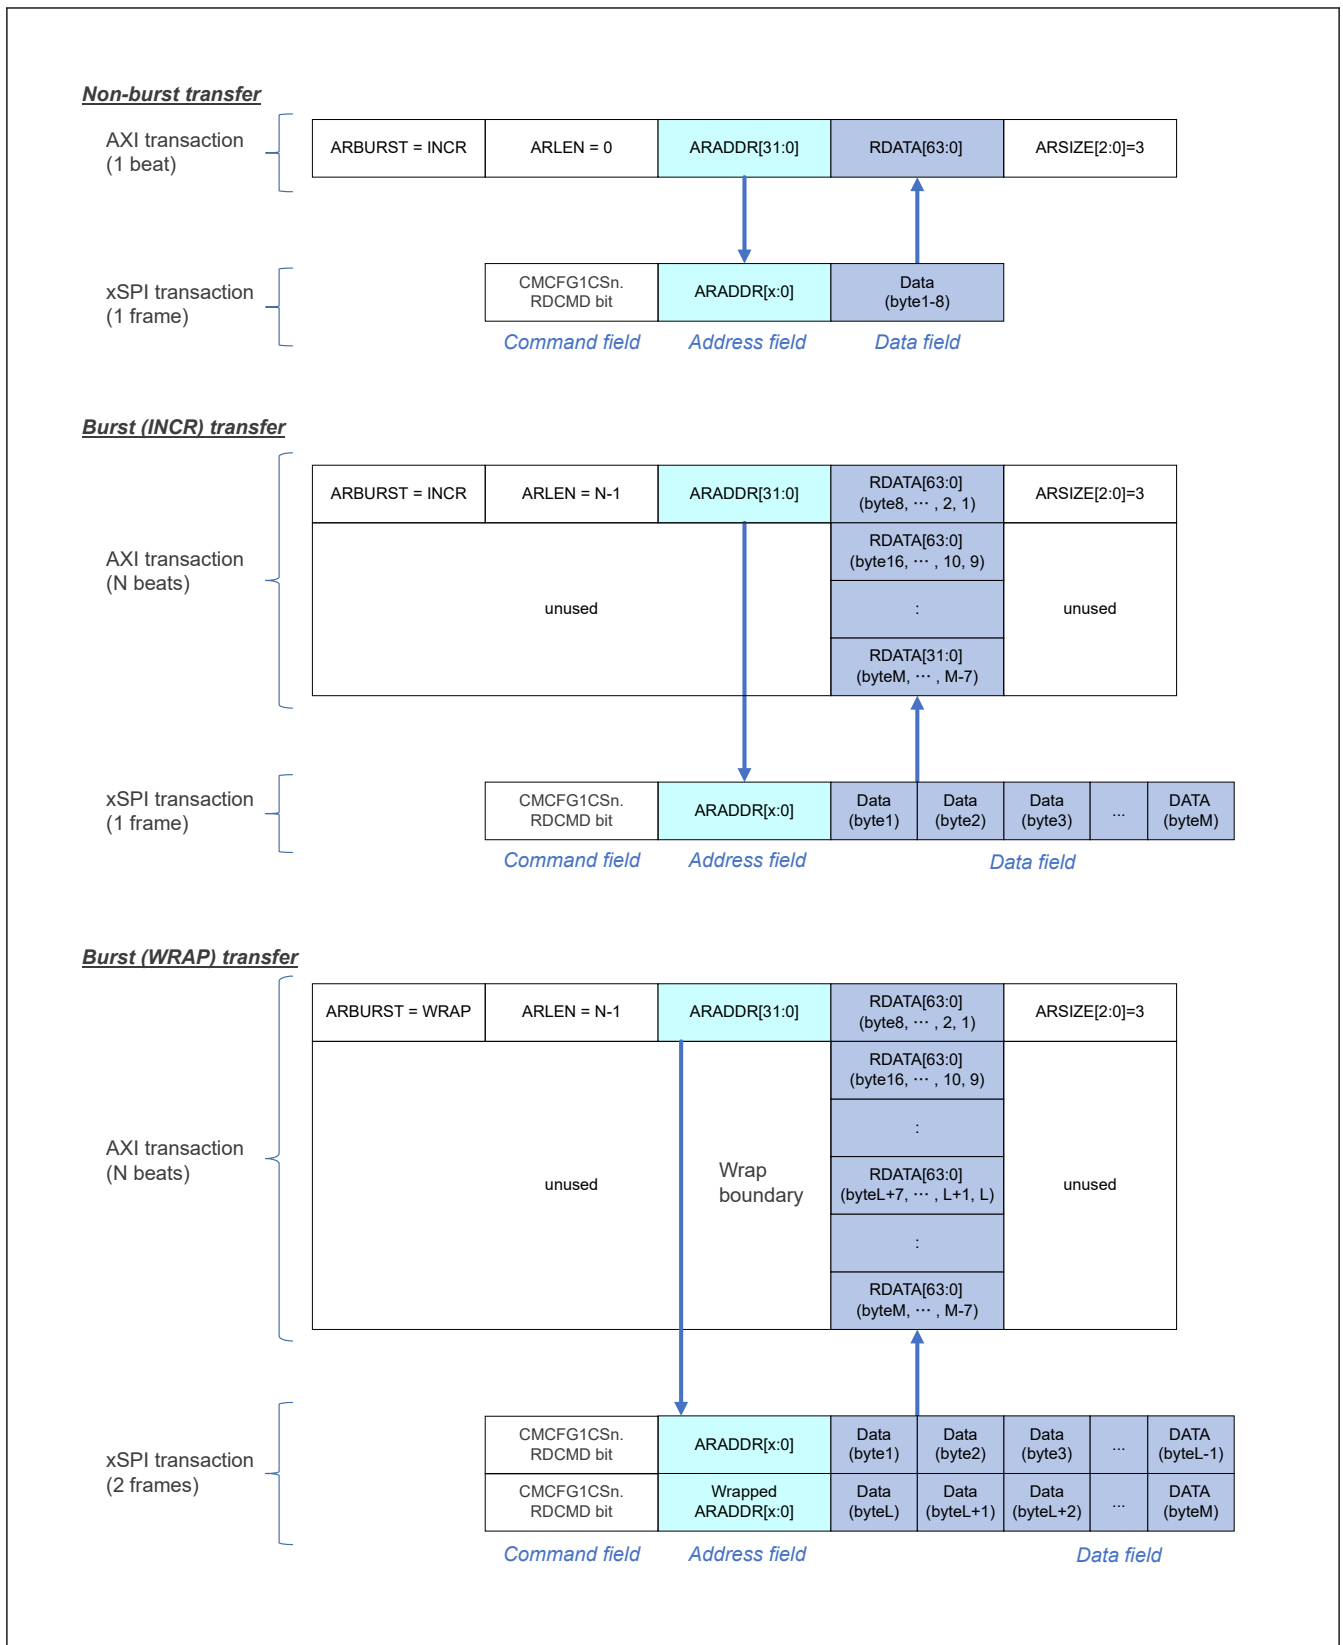 Non-burst transfer
AXI transaction
(1 beat)
ARBURST = INCR
ARLEN = 0
ARADDR[31:0]
RDATA[63:0]
ARSIZE[2:0]=3
xSPI transaction
(1 frame)
CMCFG1CSn.
RDCMD bit
ARADDR[x:0]
Data
(byte1-8)
Command field
Address field
Data field
Burst (INCR) transfer
AXI transaction
(N beats)
ARBURST = INCR
ARLEN = N-1
ARADDR[31:0]
RDATA[63:0]
(byte8, ··· , 2, 1)
ARSIZE[2:0]=3
unused
RDATA[63:0]
(byte16, ··· , 10, 9)
:
RDATA[31:0]
(byteM, ··· , M-7)
unused
xSPI transaction
(1 frame)
CMCFG1CSn.
RDCMD bit
ARADDR[x:0]
Data
(byte1)
Data
(byte2)
Data
(byte3)
...
DATA
(byteM)
Command field
Address field
Data field
Burst (WRAP) transfer
AXI transaction
(N beats)
ARBURST = WRAP
ARLEN = N-1
ARADDR[31:0]
RDATA[63:0]
(byte8, ··· , 2, 1)
ARSIZE[2:0]=3
unused
Wrap
boundary
RDATA[63:0]
(byte16, ··· , 10, 9)
:
RDATA[63:0]
(byteL+7, ··· , L+1, L)
:
RDATA[63:0]
(byteM, ··· , M-7)
unused
xSPI transaction
(2 frames)
CMCFG1CSn.
RDCMD bit
ARADDR[x:0]
Data
(byte1)
Data
(byte2)
Data
(byte3)
...
DATA
(byteL-1)
CMCFG1CSn.
RDCMD bit
Wrapped
ARADDR[x:0]
Data
(byteL)
Data
(byteL+1)
Data
(byteL+2)
...
DATA
(byteM)
Command field
Address field
Data field